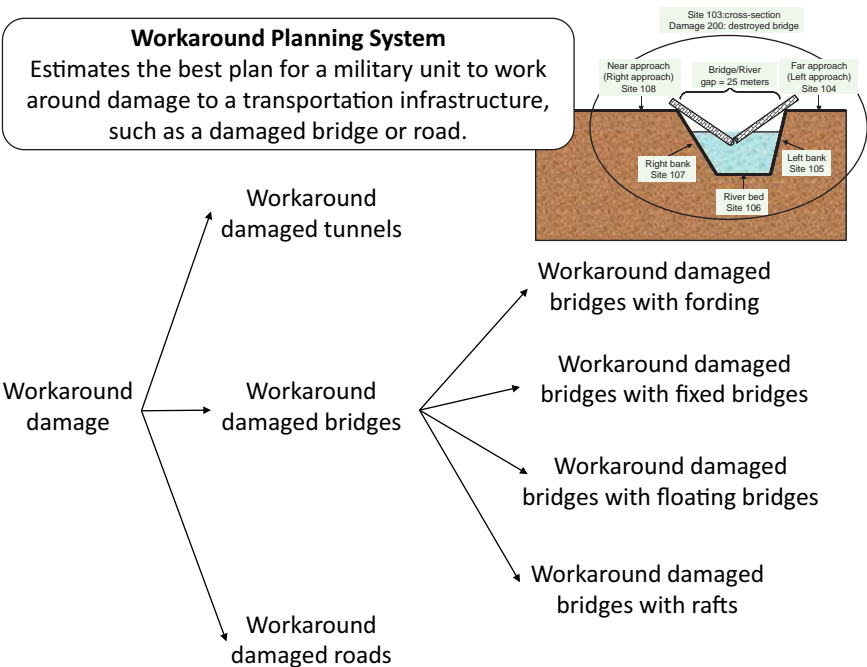 Workaround Planning System
Estimates the best plan for a military unit to work
around damage to a transportation infrastructure,
such as a damaged bridge or road.
Site 103:cross-section
Damage 200: destroyed bridge
Near approach
(Right approach)
Site 108
Bridge/River
gap = 25 meters
Far approach
(Left approach)
Site 104
Right bank
Site 107
Left bank
Site 105
River bed
Site 106
Workaround
damage
Workaround
damaged tunnels
Workaround
damaged bridges
Workaround
damaged roads
Workaround damaged
bridges with fording
Workaround damaged
bridges with fixed bridges
Workaround damaged
bridges with floating bridges
Workaround damaged
bridges with rafts